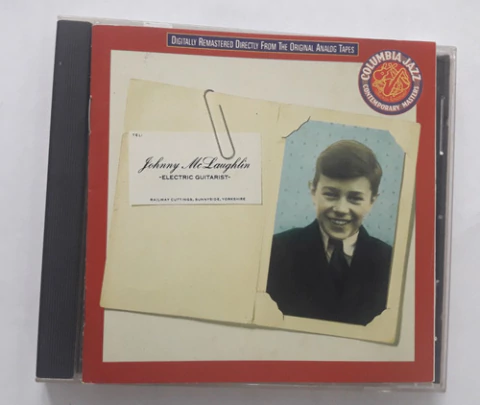 DIGITALLY REMASTERED DIRECTLY FROM THE ORIGINAL ANALOG TAPES
COLUMBIA JAZZ
CONTEMPORARY MASTERS
TEL:
Johnny McLaughlin
-ELECTRIC GUITARIST-
RAILWAY CUTTINGS, SUNNYSIDE, YORKSHIRE